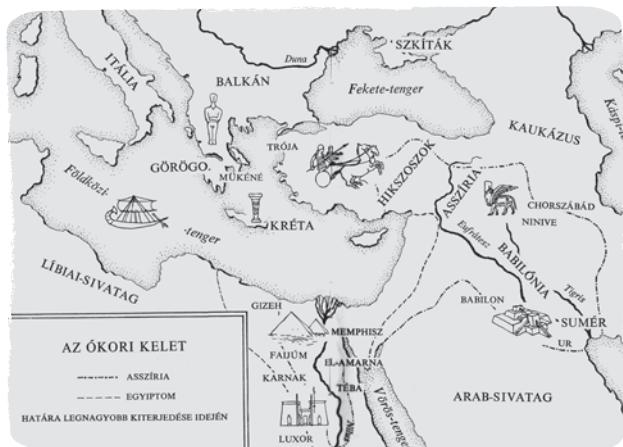 SZKÍTÁK
Duna
ITÁLIA
BALKÁN
Fekete-tenger
KAUKÁZUS
TRÓJA
GÖRÖGO.
MÜKÉNÉ
HIKSZOSZOK
ASSZÍRIA
CHORSZÁBÁD
NINIVE
Földközi-
-tenger
KRÉTA
Eufrátesz
BABILÓNIA
Tigris
LÍBIAI-SIVATAG
BABILON
SUMÉR
UR
GIZEH
MEMPHISZ
FAIJÚM
EL-AMARNA
KARNAK
TÉBA
LUXOR
Nílus
Vörös-tenger
ARAB-SIVATAG
AZ ÓKORI KELET
ASSZÍRIA
EGYIPTOM
HATÁRA LEGNAGYOBB KITERJEDÉSE IDEJÉN